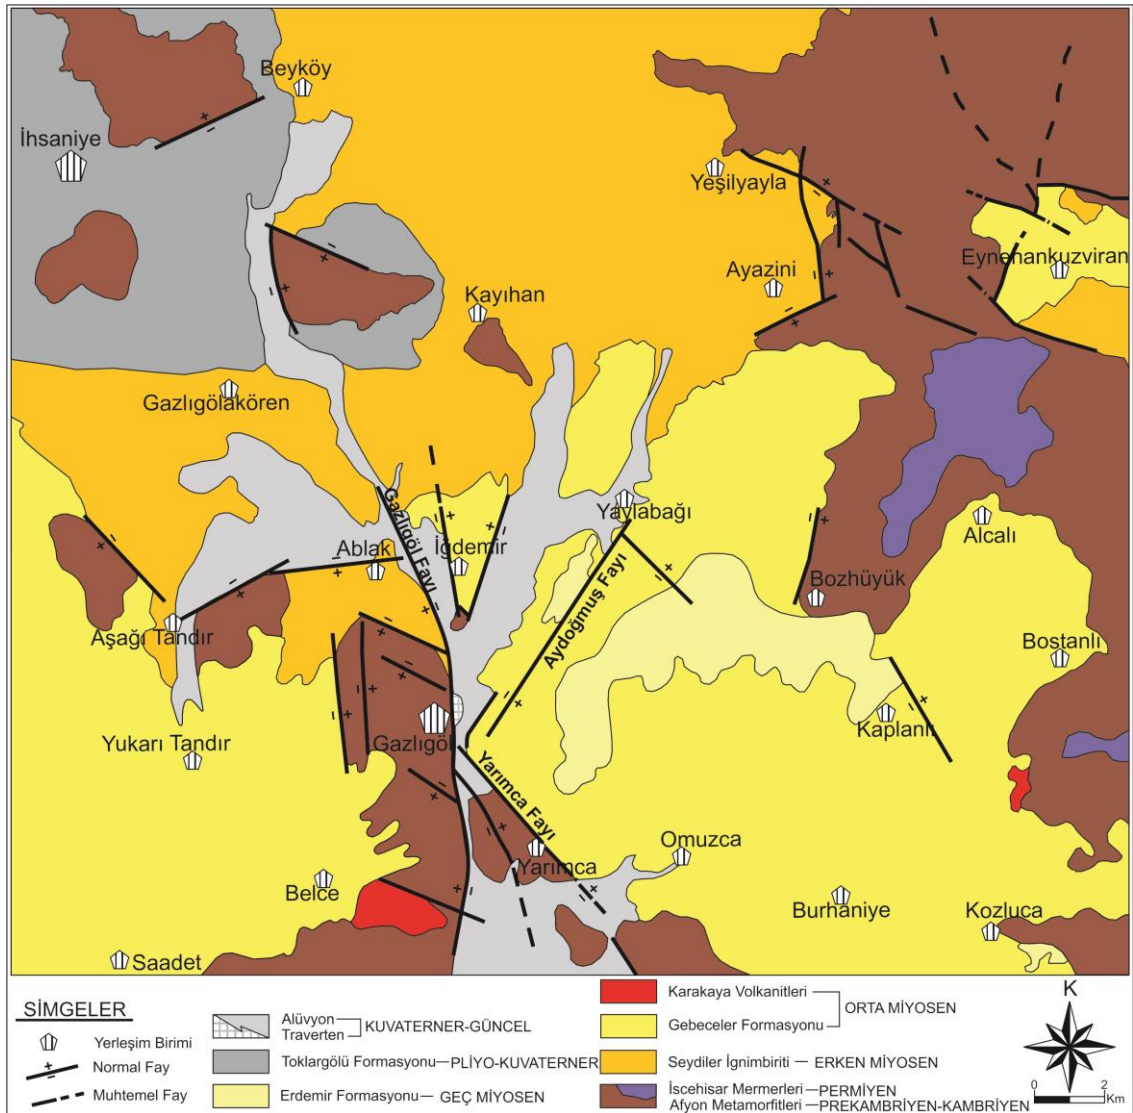 Beyköy
İhsaniye
Yeşilyayla
Eynehankuzviran
Ayazini
Kayıhan
Gazlıgölakören
Gazlıgöl Fayı
Yaylabağı
Alcalı
Ablak
İğdemir
Bozhüyük
Aydoğmuş Fayı
Aşağı Tandır
Bostanlı
Kaplanlı
Gazlıgöl
Yukarı Tandır
Yarımca Fayı
Omuzca
Yarımca
Belce
Burhaniye
Kozluca
Saadet
SİMGELER
Yerleşim Birimi
Normal Fay
Muhtemel Fay
Alüvyon
Traverten
KUVATERNER-GÜNCEL
Toklargölü Formasyonu PLİYO-KUVATERNER
Erdemir Formasyonu GEÇ MİYOSEN
Karakaya Volkanitleri
Gebeceler Formasyonu
ORTA MİYOSEN
Seydiler İgnimbiriti ERKEN MİYOSEN
İscehisar Mermerleri PERMİYEN
Afyon Metamorfitleri PREKAMBRİYEN-KAMBRİYEN
K
0 2
Km